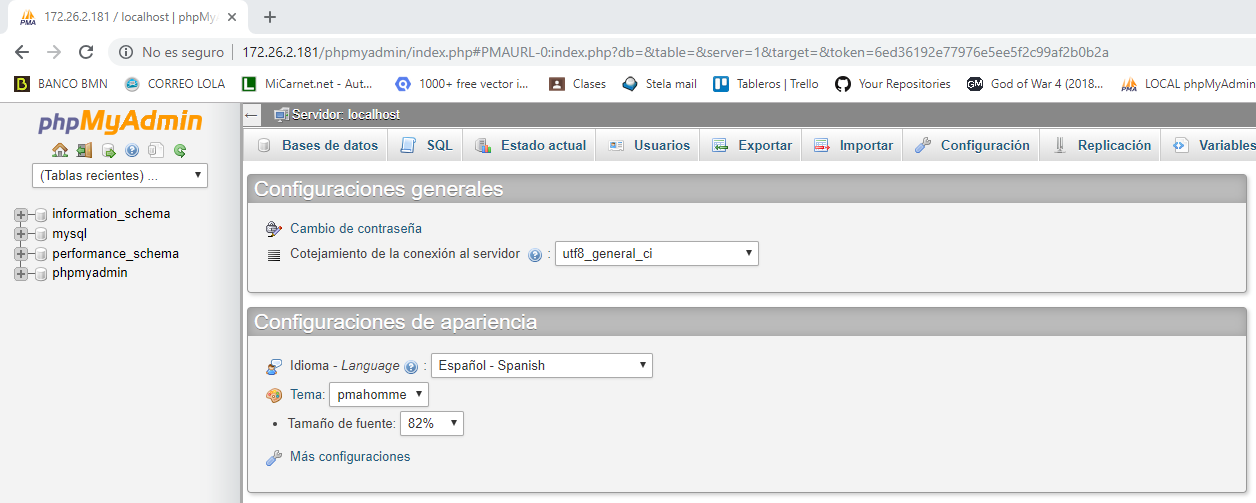 172.26.2.181 / localhost | phpMy
No es seguro | 172.26.2.181/phpmyadmin/index.php#PMAURL-0:index.php?db=&table=&server=1&target=&token=6ed36192e77976e5ee5f2c99af2b0b2a
BANCO BMN CORREO LOLA MiCarnet.net - Aut... 1000+ free vector i... Clases Stela mail Tableros | Trello Your Repositories God of War 4 (2018... LOCAL phpMyAdmin
phpMyAdmin
(Tablas recientes) ...
information_schema
mysql
performance_schema
phpmyadmin
Servidor: localhost
Bases de datos SQL Estado actual Usuarios Exportar Importar Configuración Replicación Variables
Configuraciones generales
Cambio de contraseña
Cotejamiento de la conexión al servidor : utf8_general_ci
Configuraciones de apariencia
Idioma - Language : Español - Spanish
Tema: pmahomme
• Tamaño de fuente: 82%
Más configuraciones